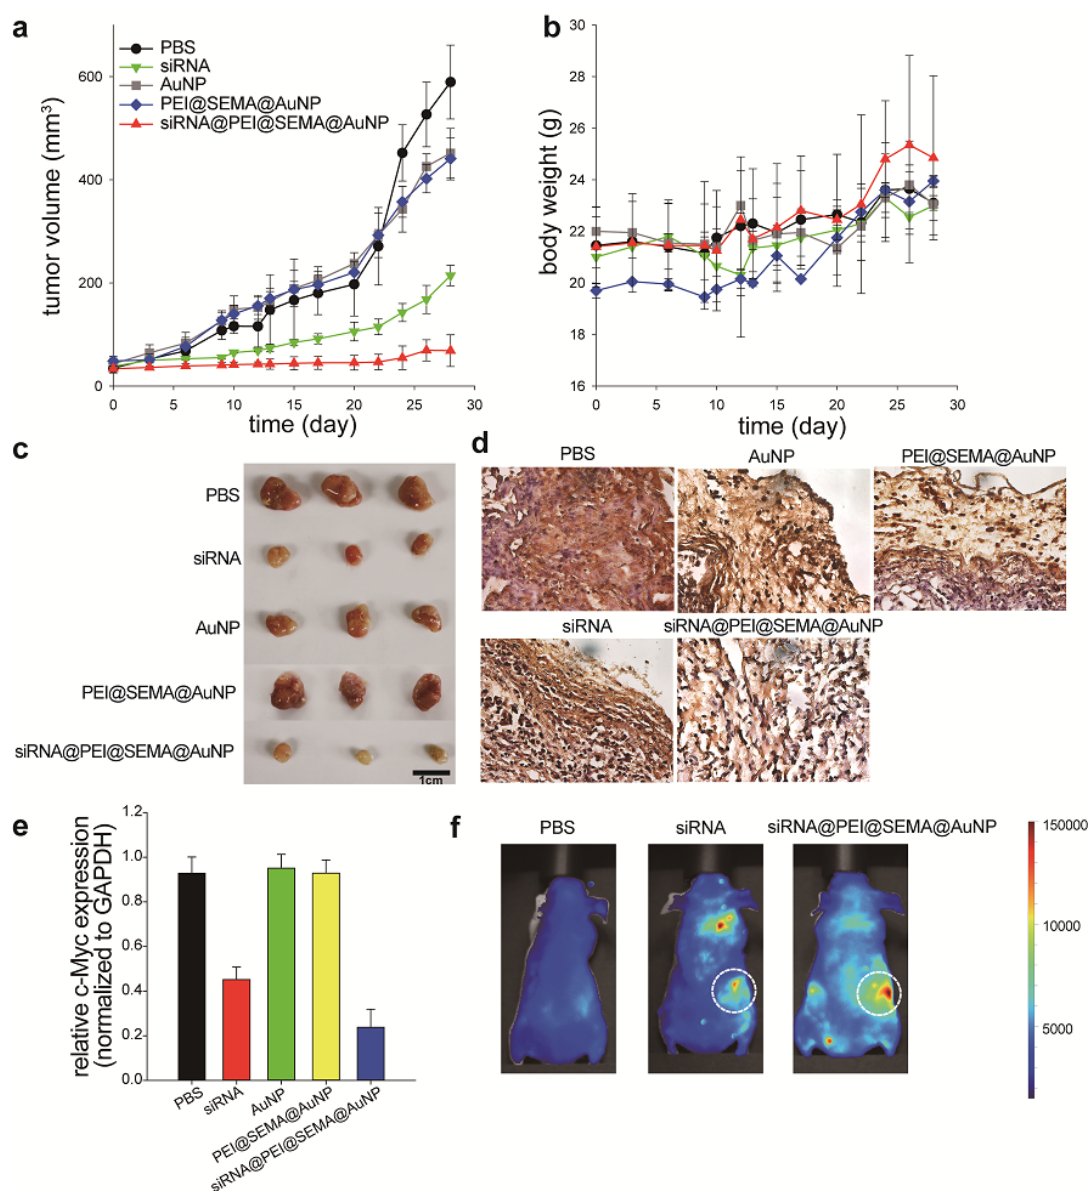 a
tumor volume (mm³)
600
400
200
0
PBS
siRNA
AuNP
PEI@SEMA@AuNP
siRNA@PEI@SEMA@AuNP
0 5 10 15 20 25 30
time (day)
b
body weight (g)
30
28
26
24
22
20
18
16
0 5 10 15 20 25 30
time (day)
c
PBS
siRNA
AuNP
PEI@SEMA@AuNP
siRNA@PEI@SEMA@AuNP
1cm
d
PBS AuNP PEI@SEMA@AuNP
siRNA siRNA@PEI@SEMA@AuNP
e
relative c-Myc expression
(normalized to GAPDH)
1.2
1.0
0.8
0.6
0.4
0.2
0.0
PBS
siRNA
AuNP
PEI@SEMA@AuNP
siRNA@PEI@SEMA@AuNP
f
PBS siRNA siRNA@PEI@SEMA@AuNP
150000
10000
5000